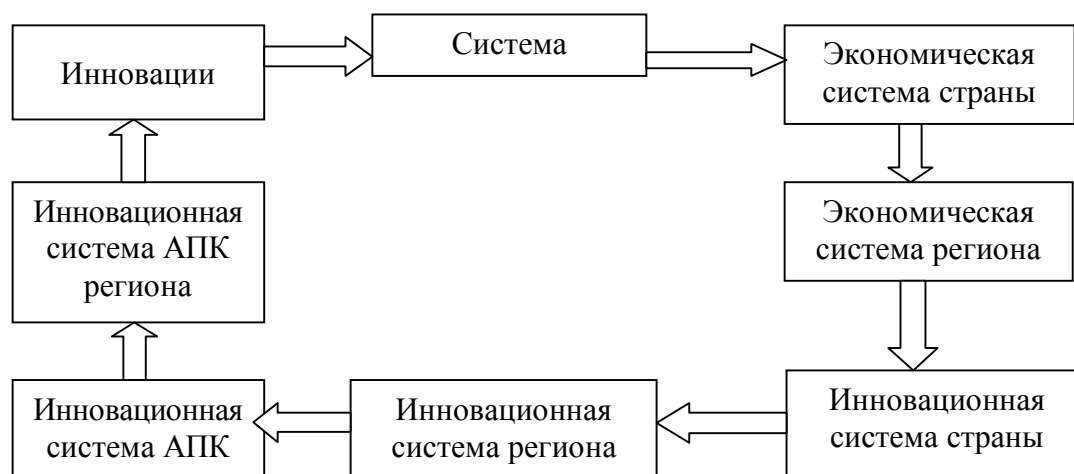 Инновации
Система
Экономическая
система страны
Инновационная
система АПК
региона
Экономическая
система региона
Инновационная
система АПК
Инновационная
система региона
Инновационная
система страны